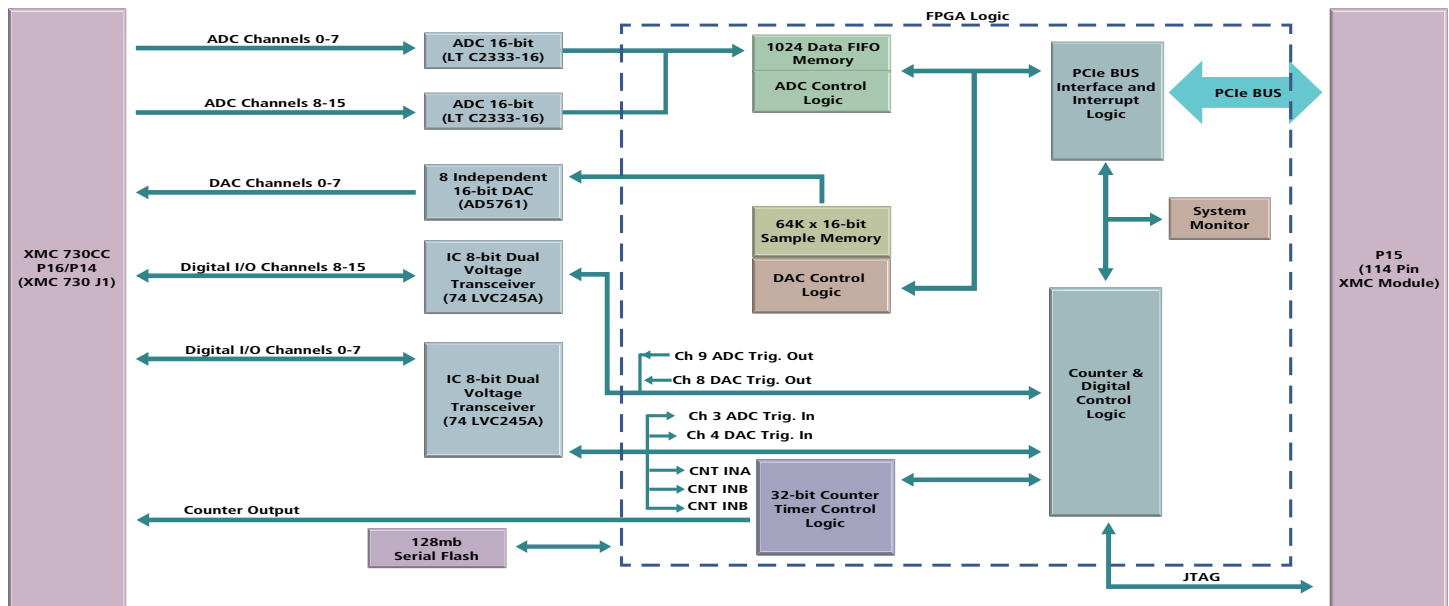 FPGA Logic
XMC 730CC
P16/P14
(XMC 730 J1)
ADC Channels 0-7
ADC 16-bit
(LT C2333-16)
ADC Channels 8-15
ADC 16-bit
(LT C2333-16)
DAC Channels 0-7
8 Independent
16-bit DAC
(AD5761)
Digital I/O Channels 8-15
IC 8-bit Dual
Voltage
Transceiver
(74 LVC245A)
Digital I/O Channels 0-7
IC 8-bit Dual
Voltage
Transceiver
(74 LVC245A)
Counter Output
128mb
Serial Flash
1024 Data FIFO
Memory
ADC Control
Logic
64K x 16-bit
Sample Memory
DAC Control
Logic
Ch 9 ADC Trig. Out
Ch 8 DAC Trig. Out
Ch 3 ADC Trig. In
Ch 4 DAC Trig. In
CNT INA
CNT INB
CNT INB
32-bit Counter
Timer Control
Logic
PCIe BUS
Interface and
Interrupt
Logic
PCIe BUS
System
Monitor
Counter &
Digital
Control
Logic
JTAG
P15
(114 Pin
XMC Module)